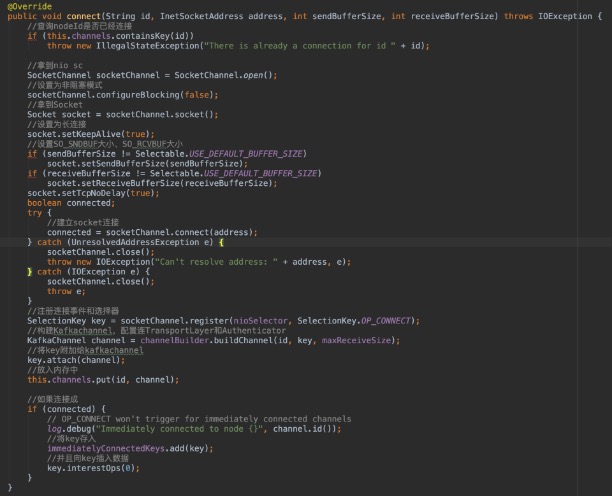 @Override
public void connect(String id, InetSocketAddress address, int sendBufferSize, int receiveBufferSize) throws IOException {
//查询nodeId是否已经连接
if (this.channels.containsKey(id))
throw new IllegalStateException("There is already a connection for id " + id);
//拿到nio sc
SocketChannel socketChannel = SocketChannel.open();
//设置为非阻塞模式
socketChannel.configureBlocking(false);
//拿到Socket
Socket socket = socketChannel.socket();
//设置为长连接
socket.setKeepAlive(true);
//设置SO_SNDBUF大小、SO_RCVBUF大小
if (sendBufferSize != Selectable.USE_DEFAULT_BUFFER_SIZE)
socket.setSendBufferSize(sendBufferSize);
if (receiveBufferSize != Selectable.USE_DEFAULT_BUFFER_SIZE)
socket.setReceiveBufferSize(receiveBufferSize);
socket.setTcpNoDelay(true);
boolean connected;
try {
//建立socket连接
connected = socketChannel.connect(address);
} catch (UnresolvedAddressException e) {
socketChannel.close();
throw new IOException("Can't resolve address: " + address, e);
} catch (IOException e) {
socketChannel.close();
throw e;
}
//注册连接事件和选择器
SelectionKey key = socketChannel.register(nioSelector, SelectionKey.OP_CONNECT);
//构建Kafkachannel，配置连TransportLayer和Authenticator
KafkaChannel channel = channelBuilder.buildChannel(id, key, maxReceiveSize);
//将key附加给kafkachannel
key.attach(channel);
//放入内存中
this.channels.put(id, channel);
//如果连接成
if (connected) {
// OP_CONNECT won't trigger for immediately connected channels
log.debug("Immediately connected to node {}", channel.id());
//将key存入
immediatelyConnectedKeys.add(key);
//并且向key插入数据
key.interestOps(0);
}
}